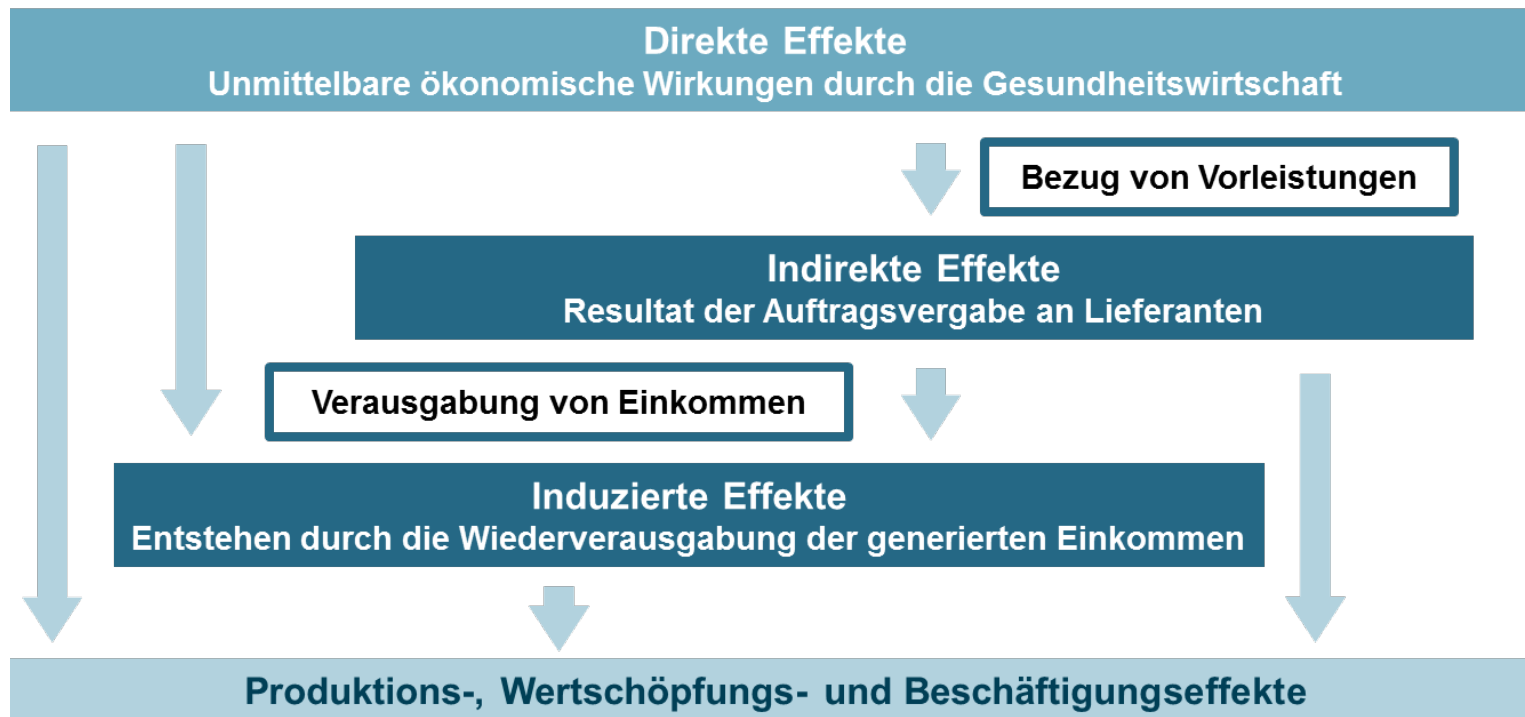 Direkte Effekte
Unmittelbare ökonomische Wirkungen durch die Gesundheitswirtschaft
Bezug von Vorleistungen
Indirekte Effekte
Resultat der Auftragsvergabe an Lieferanten
Verausgabung von Einkommen
Induzierte Effekte
Entstehen durch die Wiederverausgabung der generierten Einkommen
Produktions-, Wertschöpfungs- und Beschäftigungseffekte